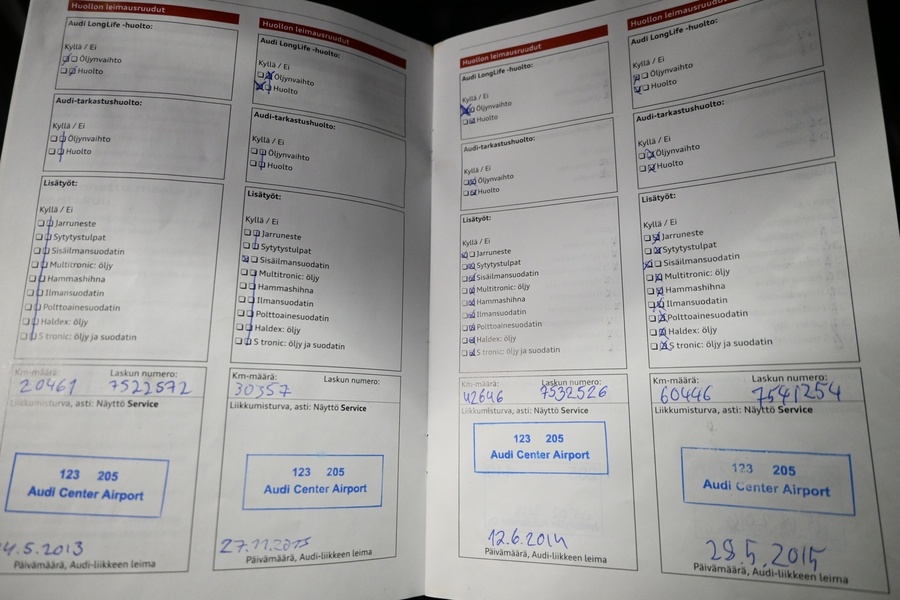 Huollon leimausruudut
Audi LongLife -huolto:
Kyllä / Ei
Öljynvaihto
Huolto
Audi-tarkastushuolto:
Kyllä / Ei
Öljynvaihto
Huolto
Lisätyöt:
Kyllä / Ei
Jarruneste
Sytytystulpat
Sisäilmansuodatin
Multitronic: öljy
Hammashihna
Ilmansuodatin
Polttoainesuodatin
Haldex: öljy
S tronic: öljy ja suodatin
Km-määrä: Laskun numero:
20461 7522572
Liikkumisturva, asti: Näyttö Service
123 205
Audi Center Airport
4.5.2013
Päivämäärä, Audi-liikkeen leima
Huollon leimausruudut
Audi LongLife -huolto:
Kyllä / Ei
Öljynvaihto
Huolto
Audi-tarkastushuolto:
Kyllä / Ei
Öljynvaihto
Huolto
Lisätyöt:
Kyllä / Ei
Jarruneste
Sytytystulpat
Sisäilmansuodatin
Multitronic: öljy
Hammashihna
Ilmansuodatin
Polttoainesuodatin
Haldex: öljy
S tronic: öljy ja suodatin
Km-määrä: Laskun numero:
30357
Liikkumisturva, asti: Näyttö Service
123 205
Audi Center Airport
Päivämäärä, Audi-liikkeen leima
Huollon leimausruudut
Audi LongLife -huolto:
Kyllä / Ei
Öljynvaihto
Huolto
Audi-tarkastushuolto:
Kyllä / Ei
Öljynvaihto
Huolto
Lisätyöt:
Kyllä / Ei
Jarruneste
Sytytystulpat
Sisäilmansuodatin
Multitronic: öljy
Hammashihna
Ilmansuodatin
Polttoainesuodatin
Haldex: öljy
S tronic: öljy ja suodatin
Km-määrä: Laskun numero:
42646 7532526
Liikkumisturva, asti: Näyttö Service
123 205
Audi Center Airport
12.6.2014
Päivämäärä, Audi-liikkeen leima
Huollon leimausruudut
Audi LongLife -huolto:
Kyllä / Ei
Öljynvaihto
Huolto
Audi-tarkastushuolto:
Kyllä / Ei
Öljynvaihto
Huolto
Lisätyöt:
Kyllä / Ei
Jarruneste
Sytytystulpat
Sisäilmansuodatin
Multitronic: öljy
Hammashihna
Ilmansuodatin
Polttoainesuodatin
Haldex: öljy
S tronic: öljy ja suodatin
Km-määrä: Laskun numero:
60446 7541254
Liikkumisturva, asti: Näyttö Service
123 205
Audi Center Airport
28.5.2015
Päivämäärä, Audi-liikkeen leima